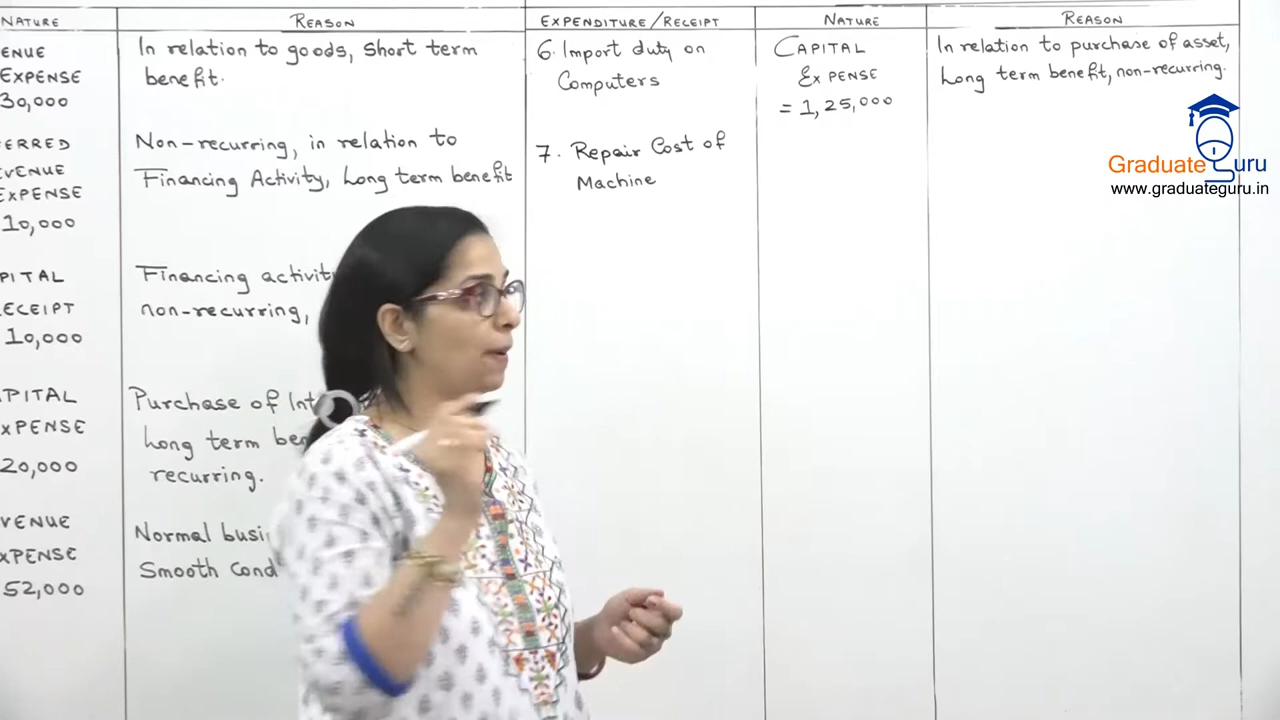 NATURE
REASON
ENUE
EXPENSE
30,000
In relation to goods, Short term
benefit.
ERRED
VENUE
EXPENSE
10,000
Non-recurring, in relation to
Financing Activity, Long term benefit
PITAL
ECEIPT
10,000
Financing activit
non-recurring,
PITAL
XPENSE
20,000
Purchase of Int
Long term ben
recurring.
VENUE
XPENSE
52,000
Normal busi
Smooth Cond
EXPENDITURE/RECEIPT
NATURE
REASON
6. Import duty on
Computers
CAPITAL
EXPENSE
= 1,25,000
In relation to purchase of asset,
Long term benefit, non-recurring.
7. Repair Cost of
Machine
Graduate Guru
www.graduateguru.in